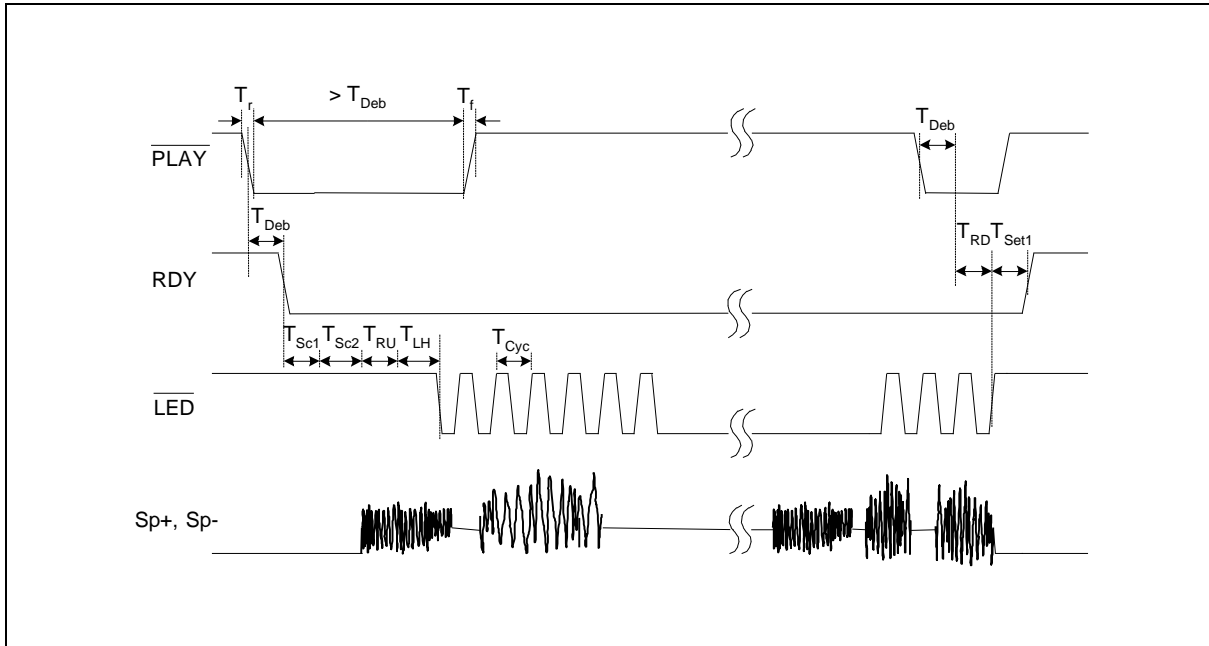 Tr > TDeb Tf
TDeb
PLAY
TDeb
TRD TSet1
RDY
TSc1 TSc2 TRU TLH TCyc
LED
Sp+, Sp-